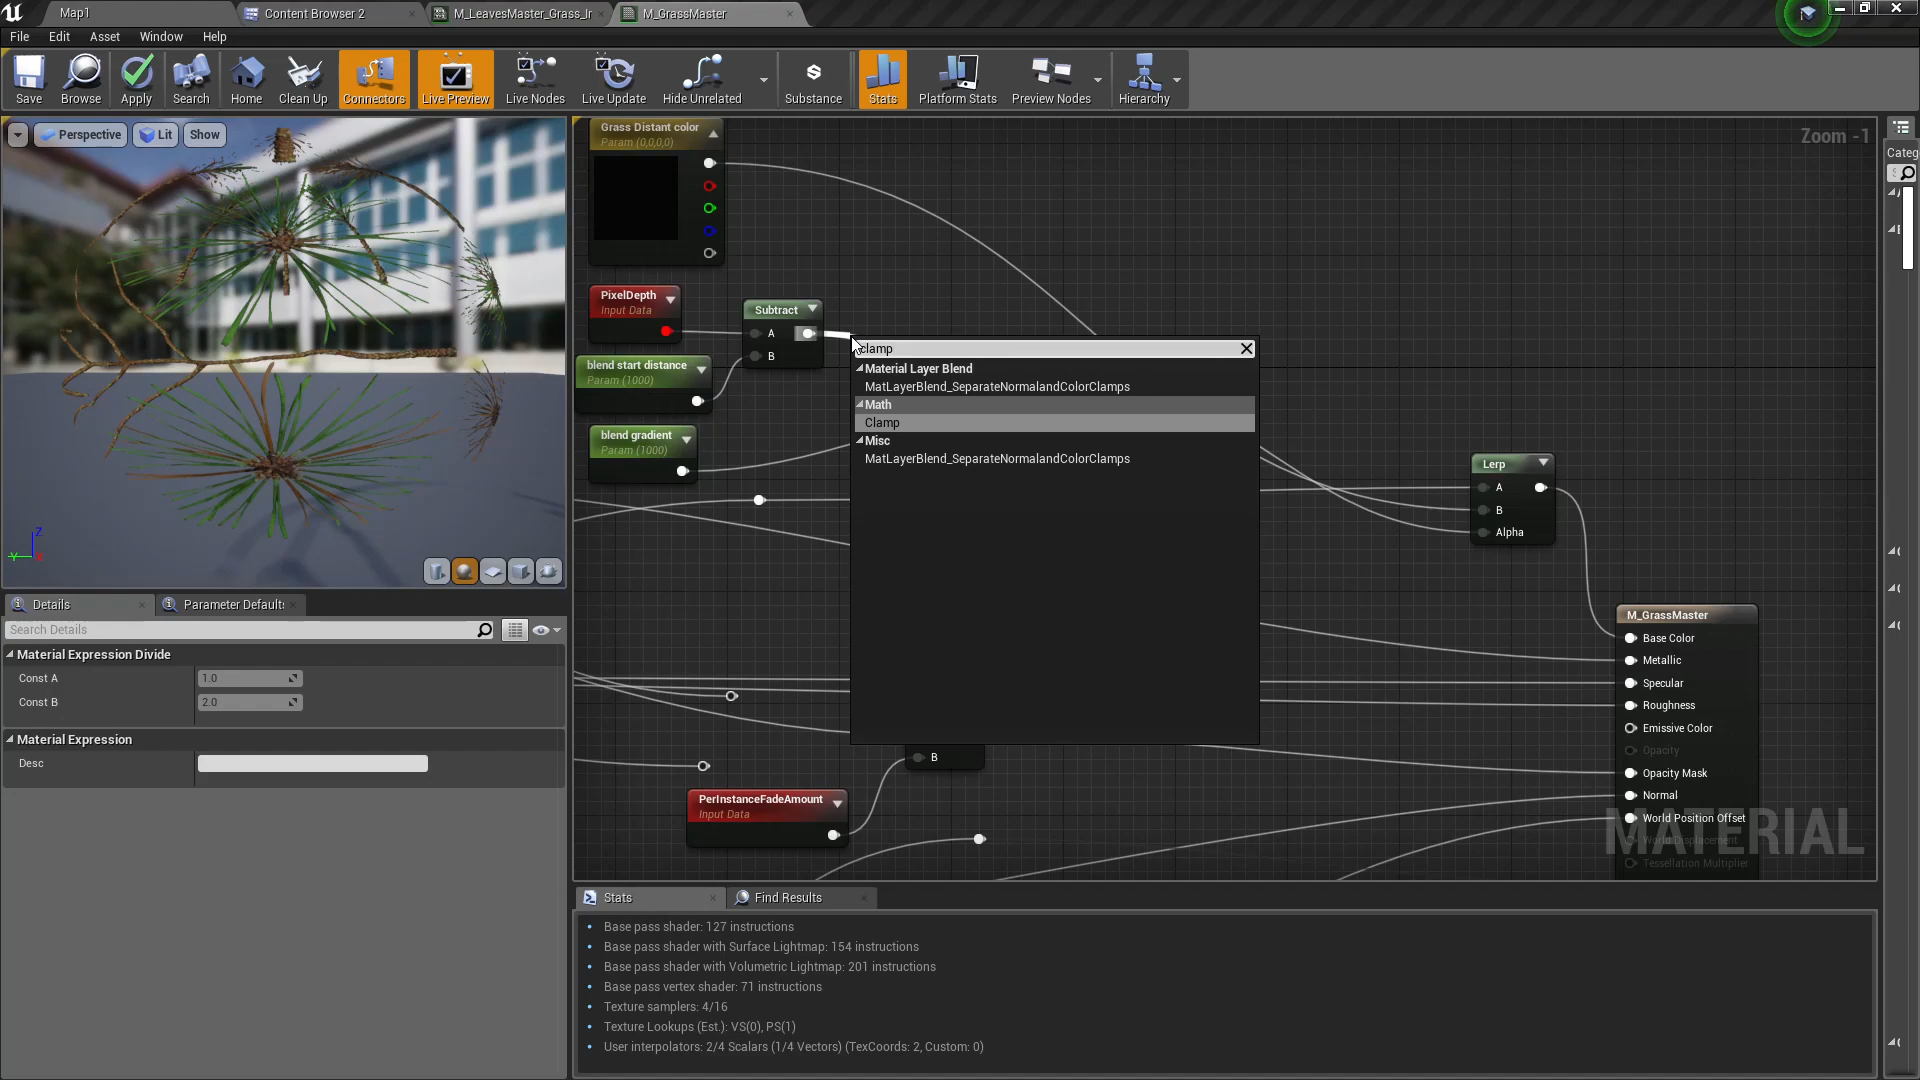 Map1
Content Browser 2
M_LeavesMaster_Grass_Ir
M_GrassMaster
File Edit Asset Window Help
Save Browse Apply Search Home Clean Up Connectors Live Preview Live Nodes Live Update Hide Unrelated Substance Stats Platform Stats Preview Nodes Hierarchy
Perspective Lit Show
Zoom -1
Categ
Grass Distant color
Param (0,0,0,0)
PixelDepth
Input Data
Subtract
A
B
blend start distance
Param (1000)
blend gradient
Param (1000)
clamp
Material Layer Blend
MatLayerBlend_SeparateNormalandColorClamps
Math
Clamp
Misc
MatLayerBlend_SeparateNormalandColorClamps
Lerp
A
B
Alpha
M_GrassMaster
Base Color
Metallic
Specular
Roughness
Emissive Color
Opacity
Opacity Mask
Normal
World Position Offset
World Displacement
Tessellation Multiplier
MATERIAL
B
PerInstanceFadeAmount
Input Data
Z
Y
Details
Parameter Default
Search Details
Material Expression Divide
Const A 1.0
Const B 2.0
Material Expression
Desc
Stats
Find Results
Base pass shader: 127 instructions
Base pass shader with Surface Lightmap: 154 instructions
Base pass shader with Volumetric Lightmap: 201 instructions
Base pass vertex shader: 71 instructions
Texture samplers: 4/16
Texture Lookups (Est.): VS(0), PS(1)
User interpolators: 2/4 Scalars (1/4 Vectors) (TexCoords: 2, Custom: 0)